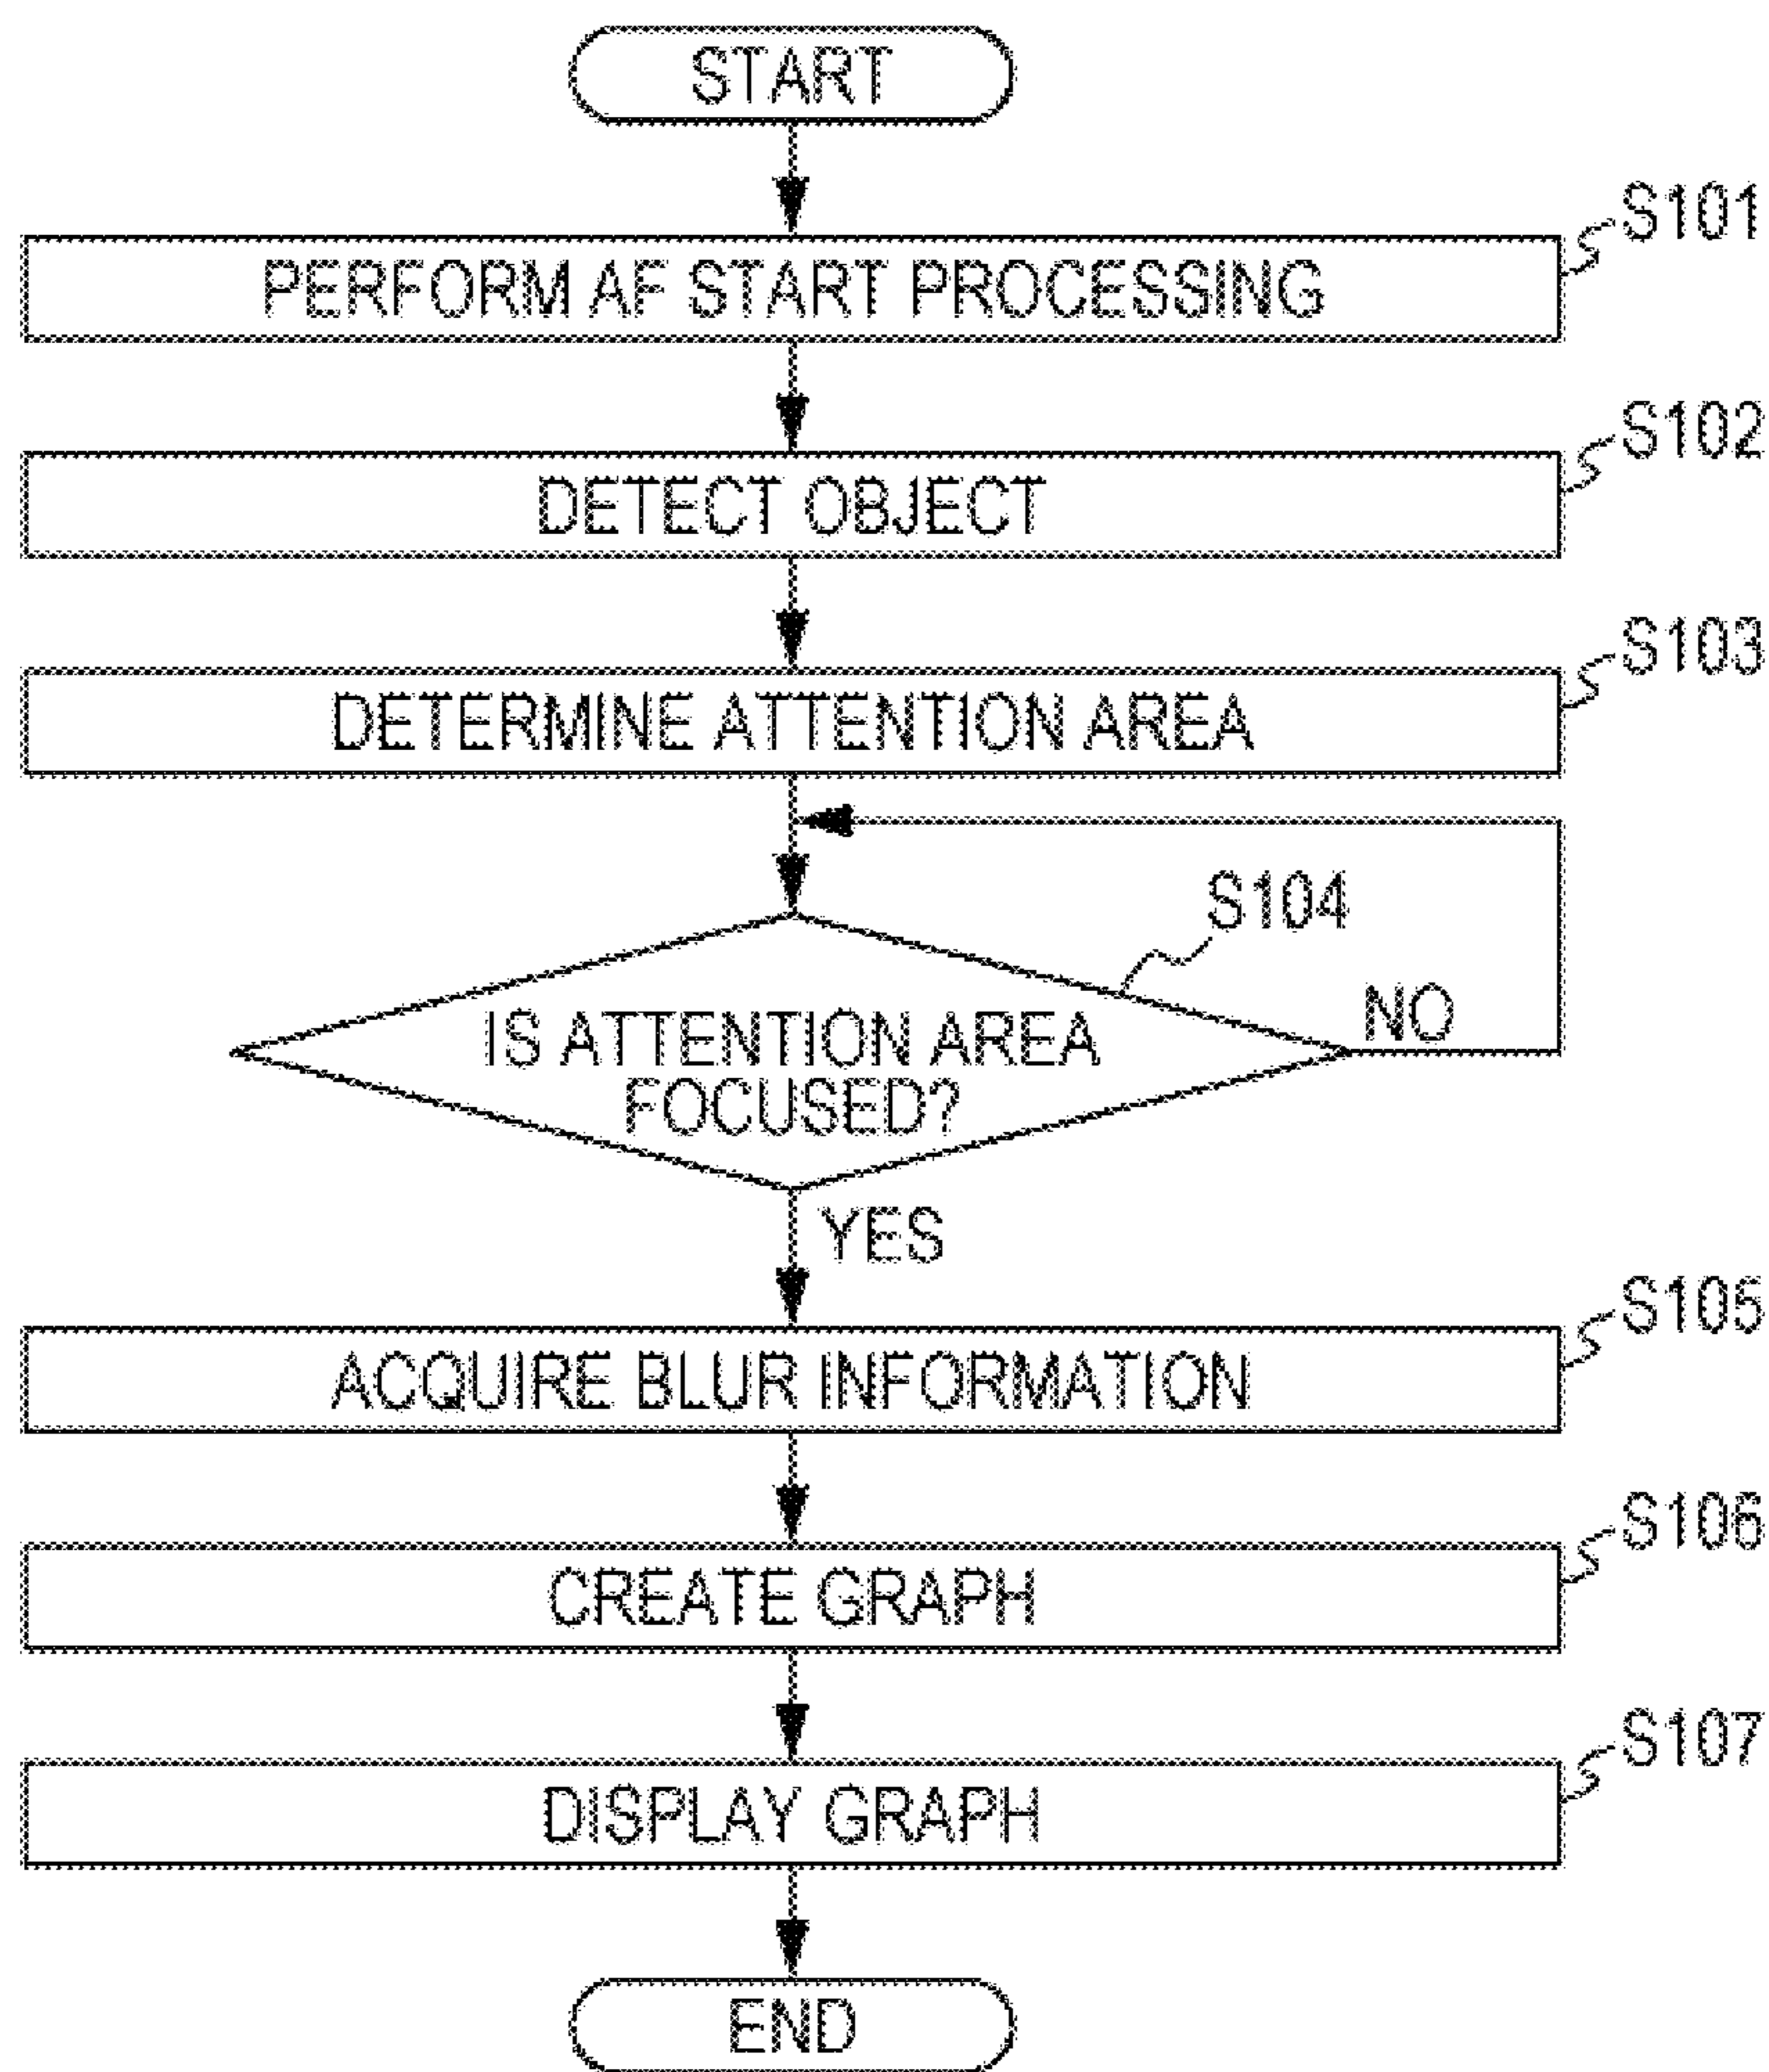 START
S101
PERFORM AF START PROCESSING
S102
DETECT OBJECT
S103
DETERMINE ATTENTION AREA
S104
NO
IS ATTENTION AREA
FOCUSED?
YES
S105
ACQUIRE BLUR INFORMATION
S106
CREATE GRAPH
S107
DISPLAY GRAPH
END